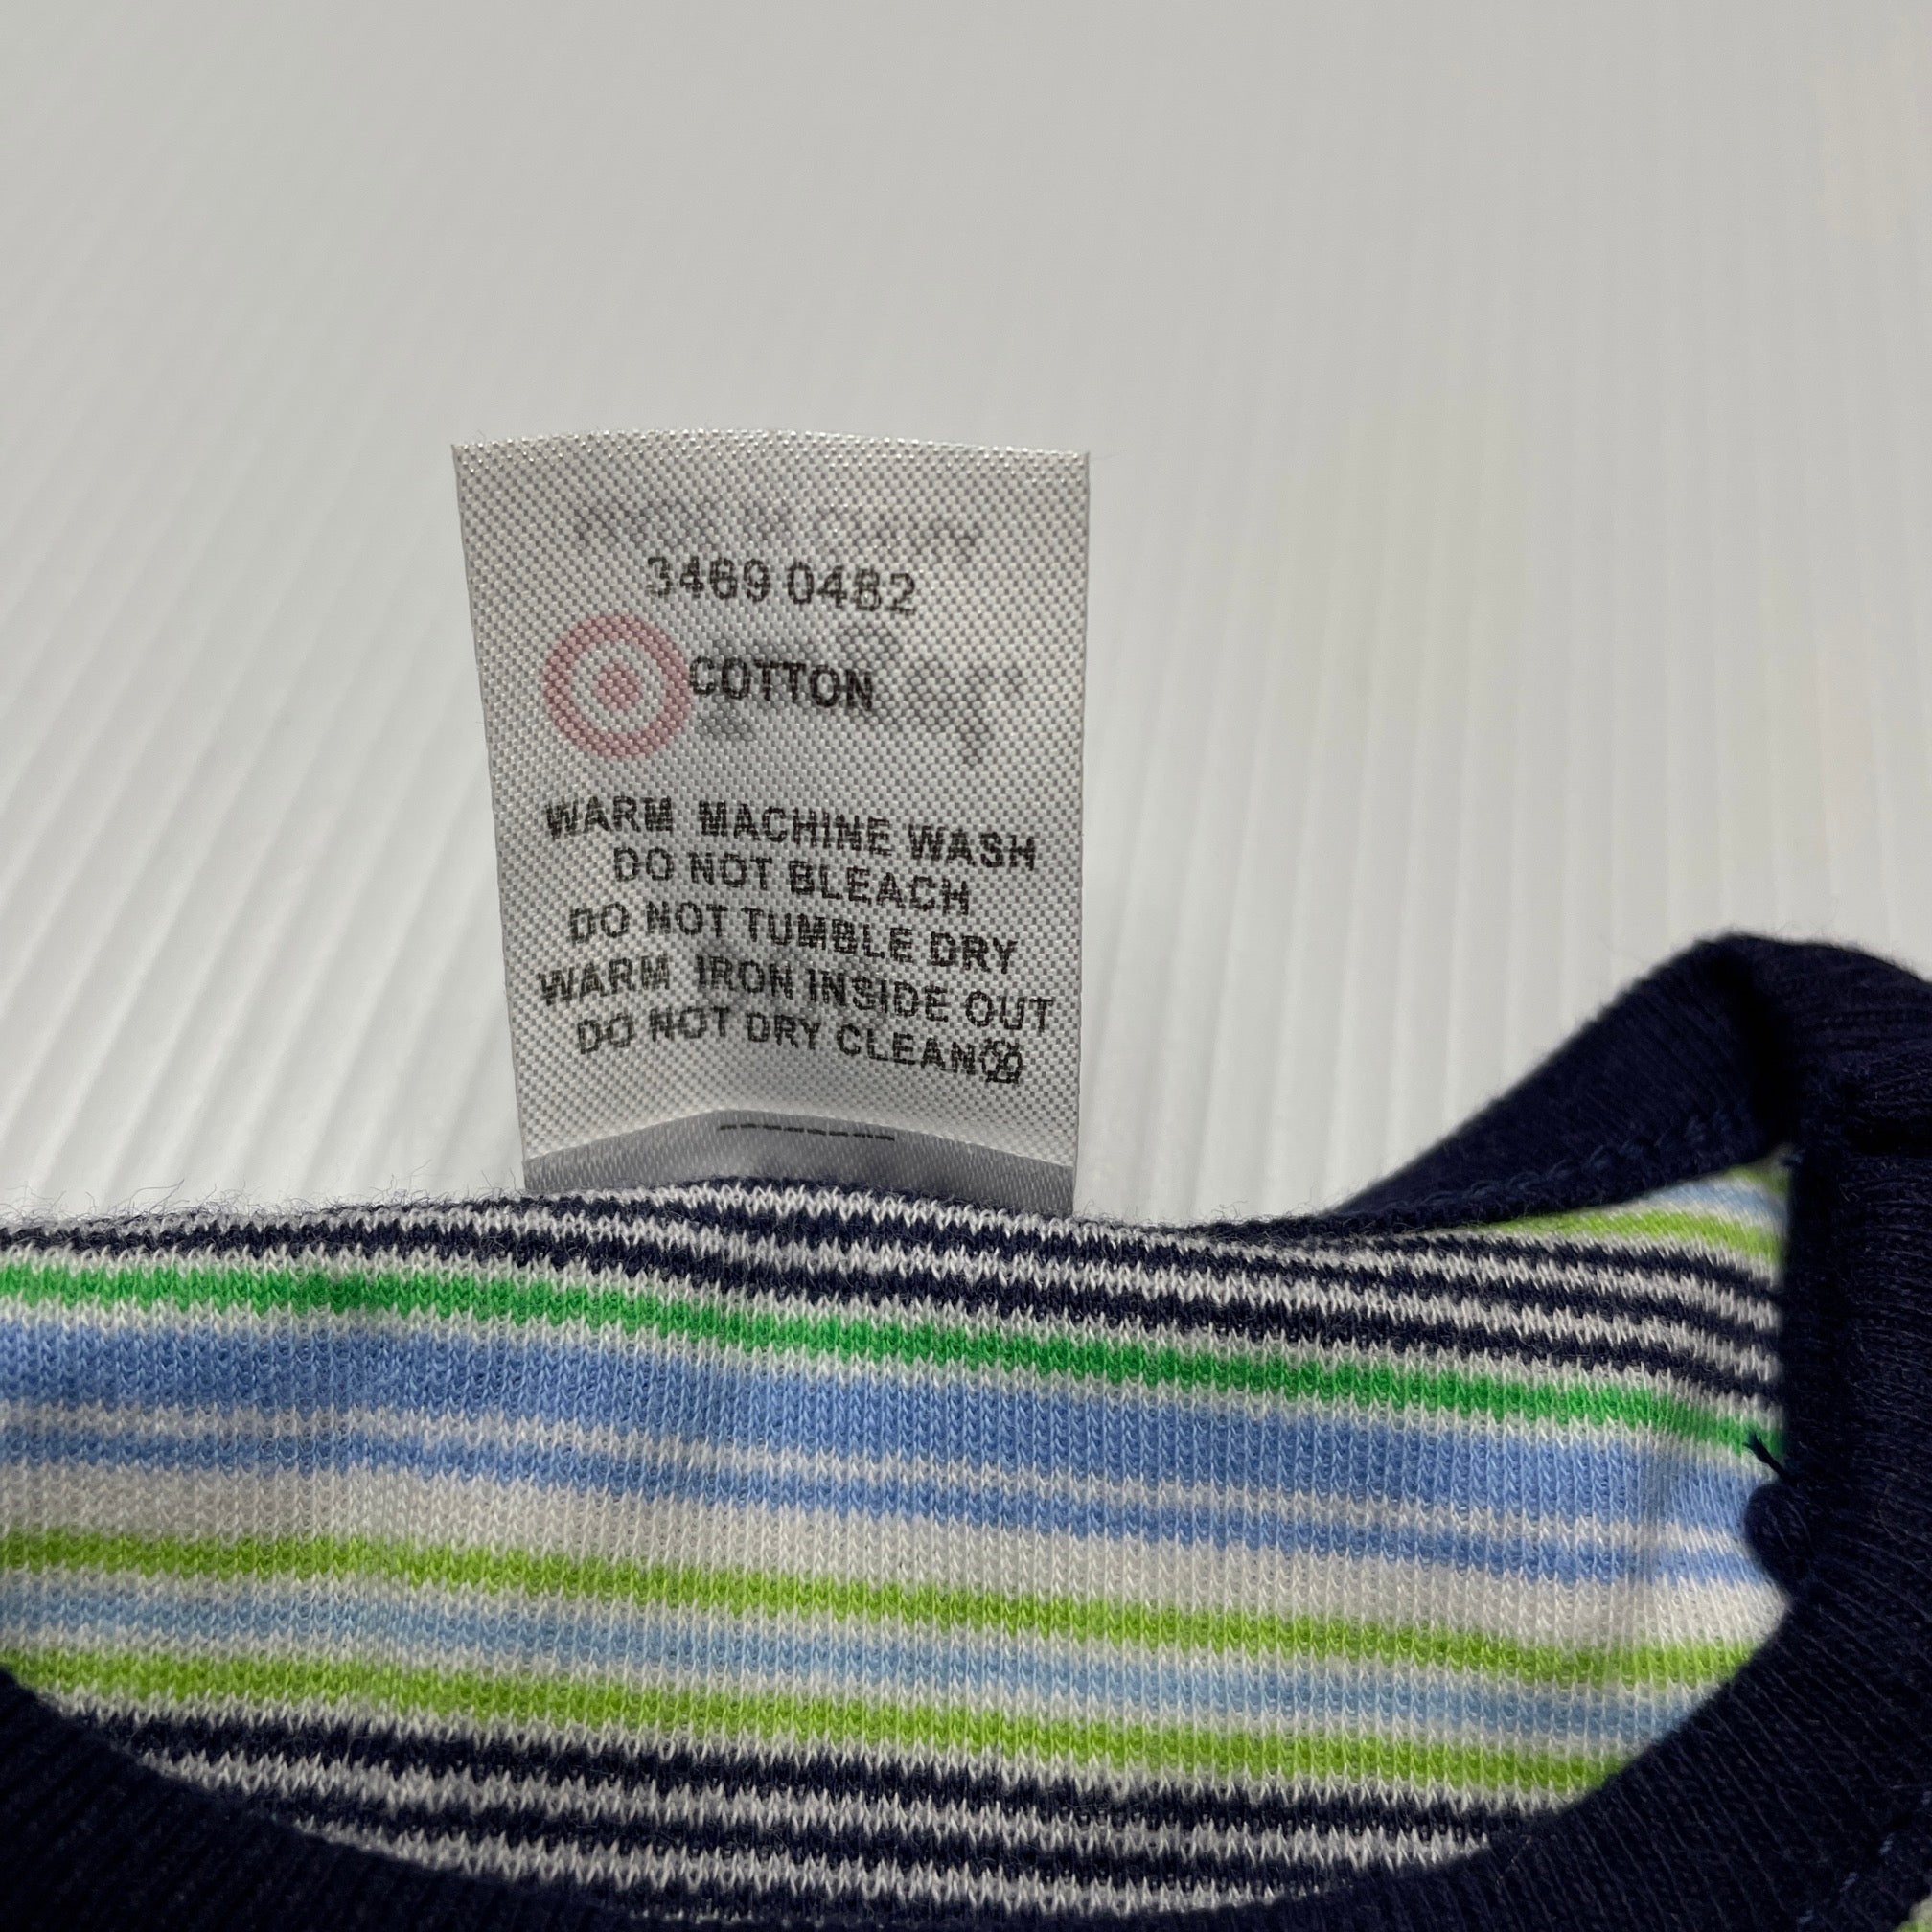 3469 0482
COTTON
WARM MACHINE WASH
DO NOT BLEACH
DO NOT TUMBLE DRY
WARM IRON INSIDE OUT
DO NOT DRY CLEAN